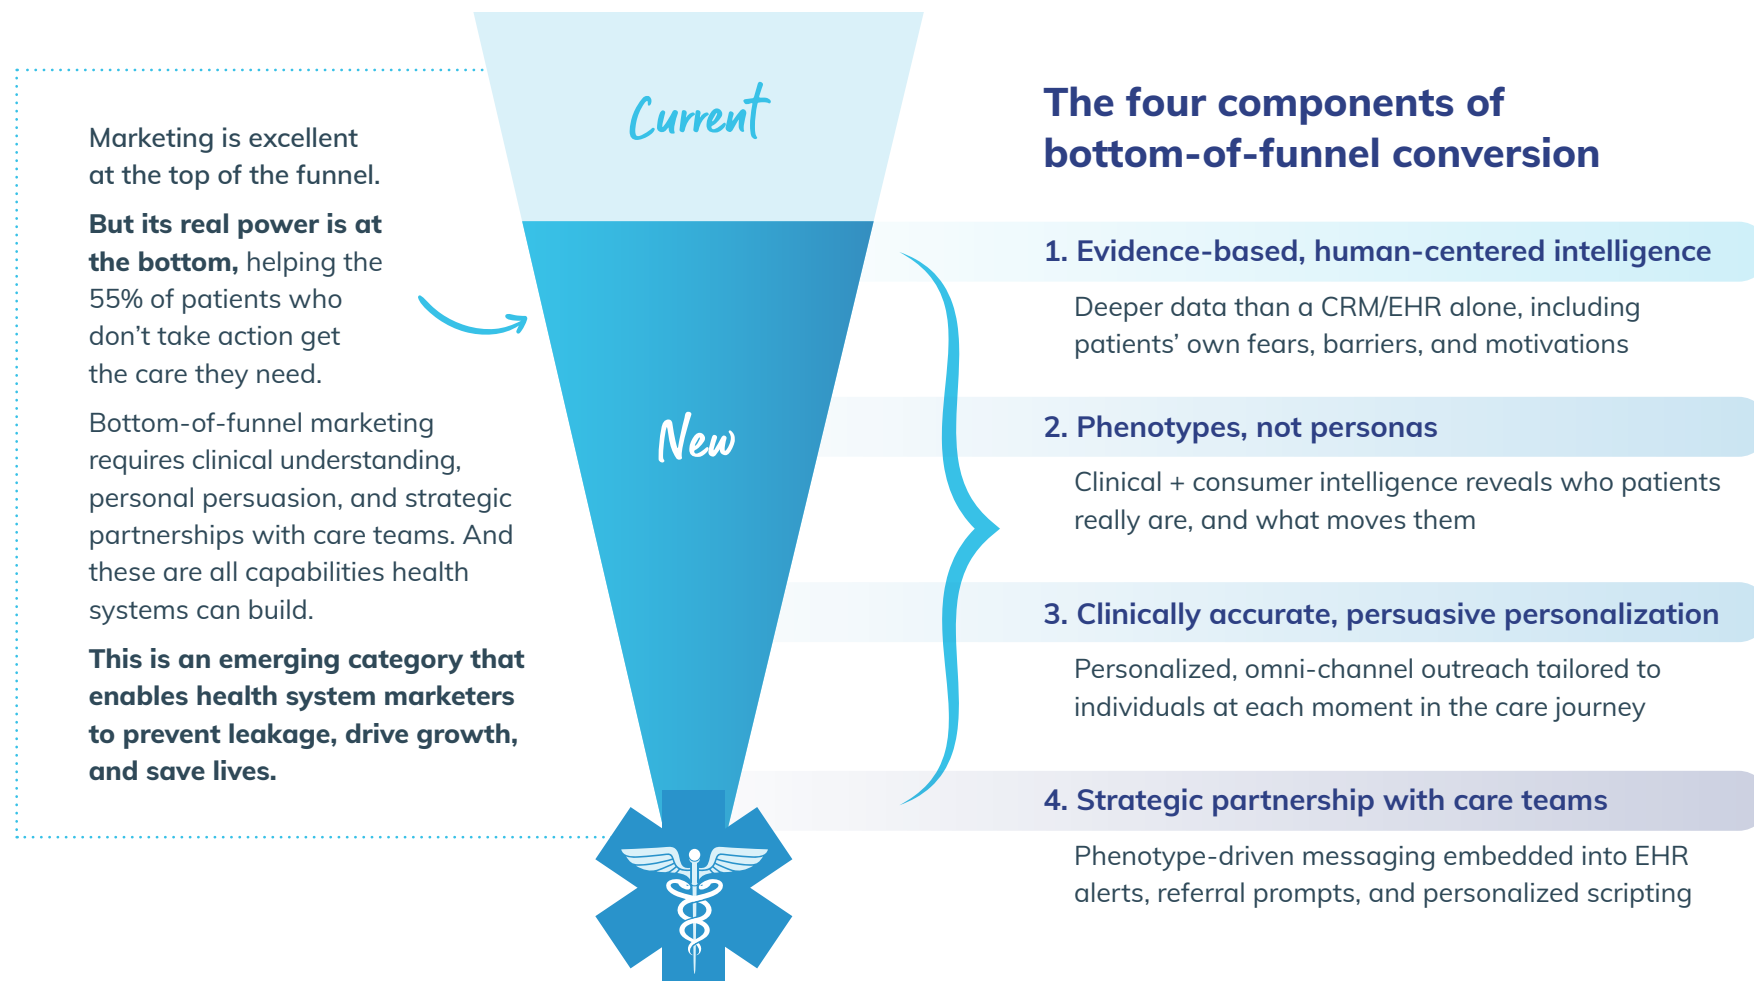 Marketing is excellent
at the top of the funnel.
But its real power is at
the bottom, helping the
55% of patients who
don’t take action get
the care they need.
Bottom-of-funnel marketing
requires clinical understanding,
personal persuasion, and strategic
partnerships with care teams. And
these are all capabilities health
systems can build.
This is an emerging category that
enables health system marketers
to prevent leakage, drive growth,
and save lives.
Current
New
The four components of
bottom-of-funnel conversion
1. Evidence-based, human-centered intelligence
Deeper data than a CRM/EHR alone, including
patients’ own fears, barriers, and motivations
2. Phenotypes, not personas
Clinical + consumer intelligence reveals who patients
really are, and what moves them
3. Clinically accurate, persuasive personalization
Personalized, omni-channel outreach tailored to
individuals at each moment in the care journey
4. Strategic partnership with care teams
Phenotype-driven messaging embedded into EHR
alerts, referral prompts, and personalized scripting